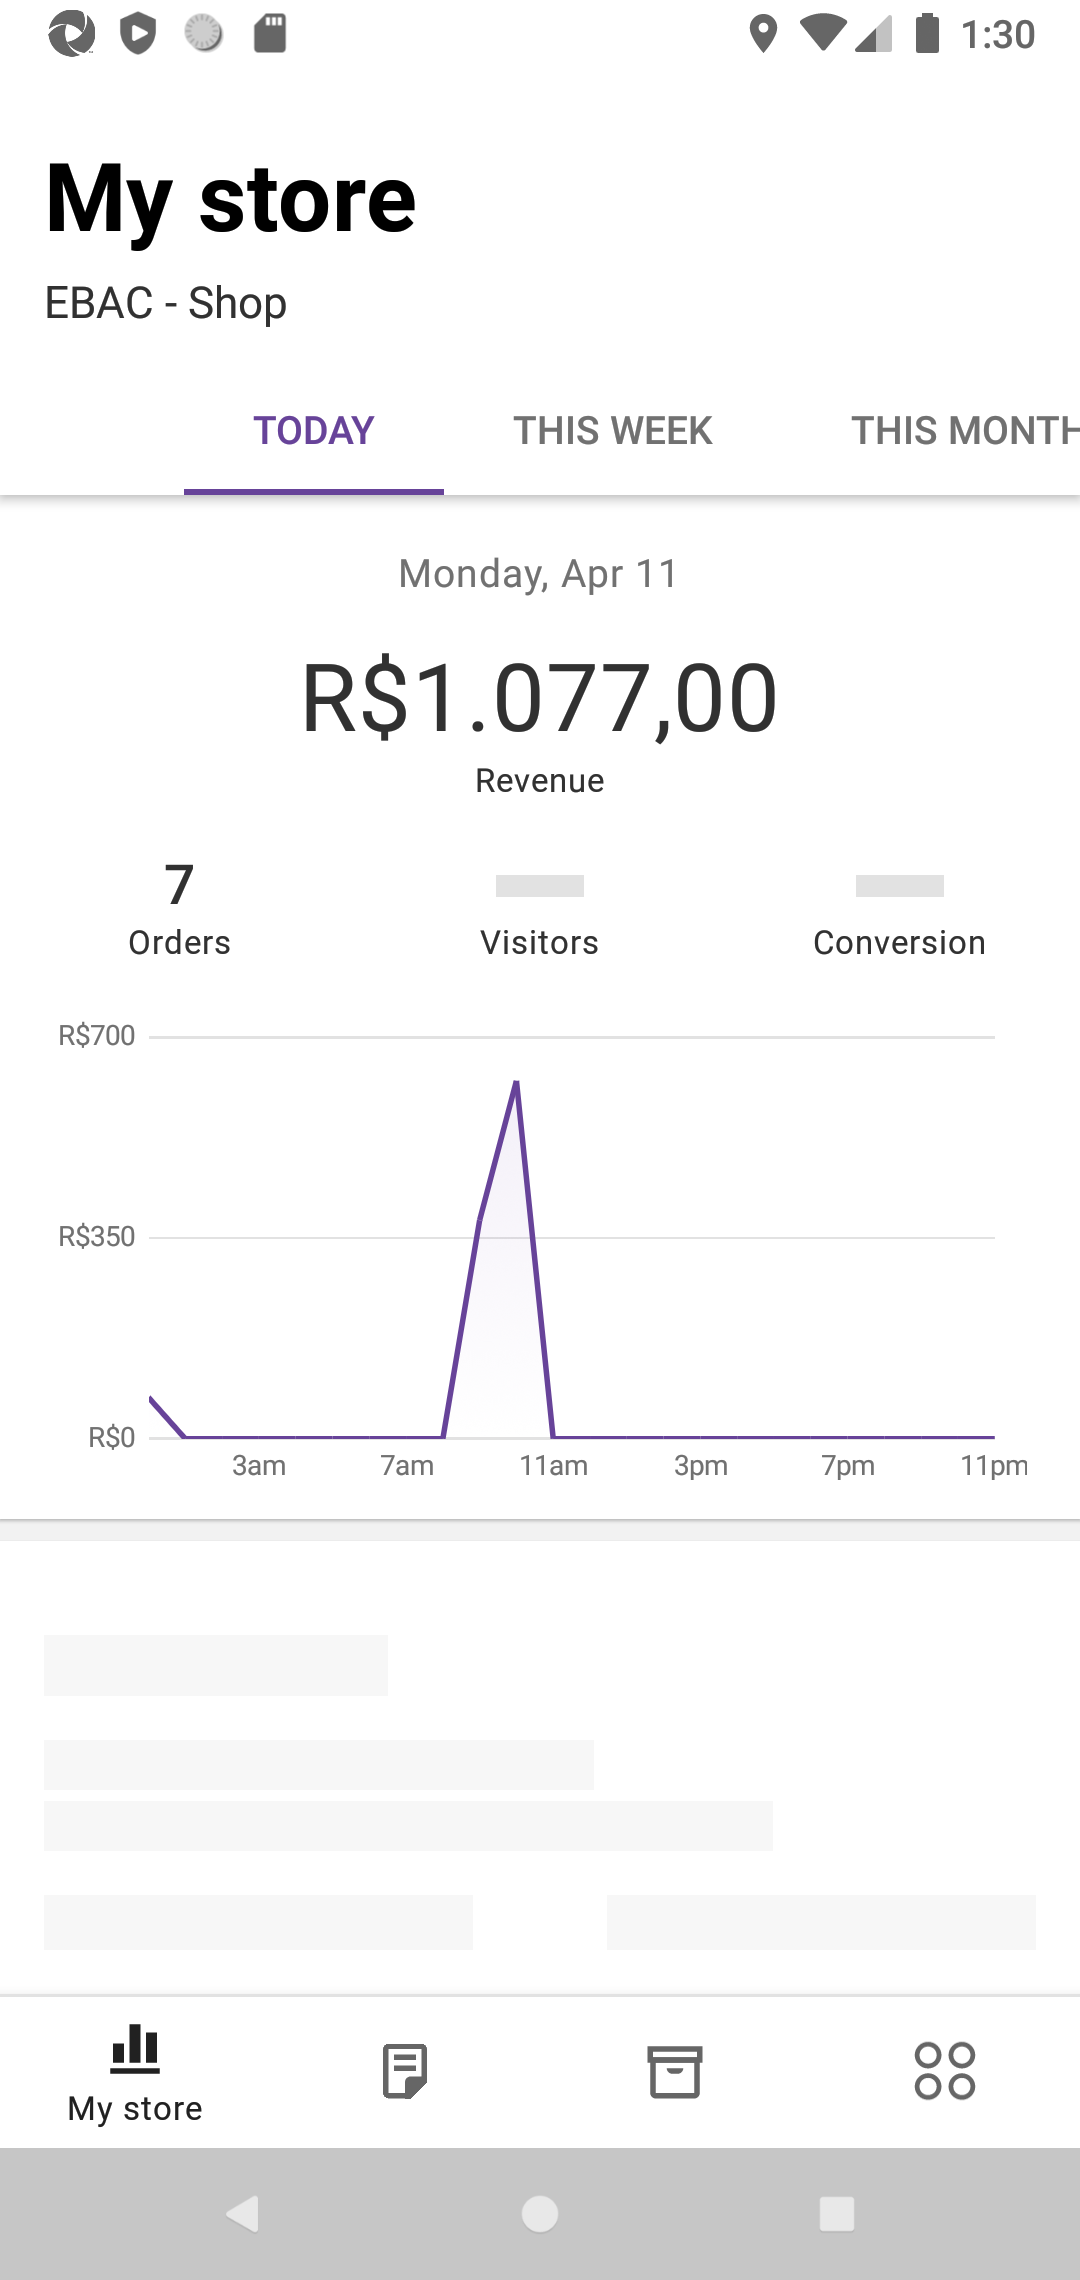 1:30
My store
EBAC - Shop
TODAY THIS WEEK THIS MONTH
Monday, Apr 11
R$1.077,00
Revenue
7
Orders Visitors Conversion
R$700
R$350
R$0
3am 7am 11am 3pm 7pm 11pm
My store